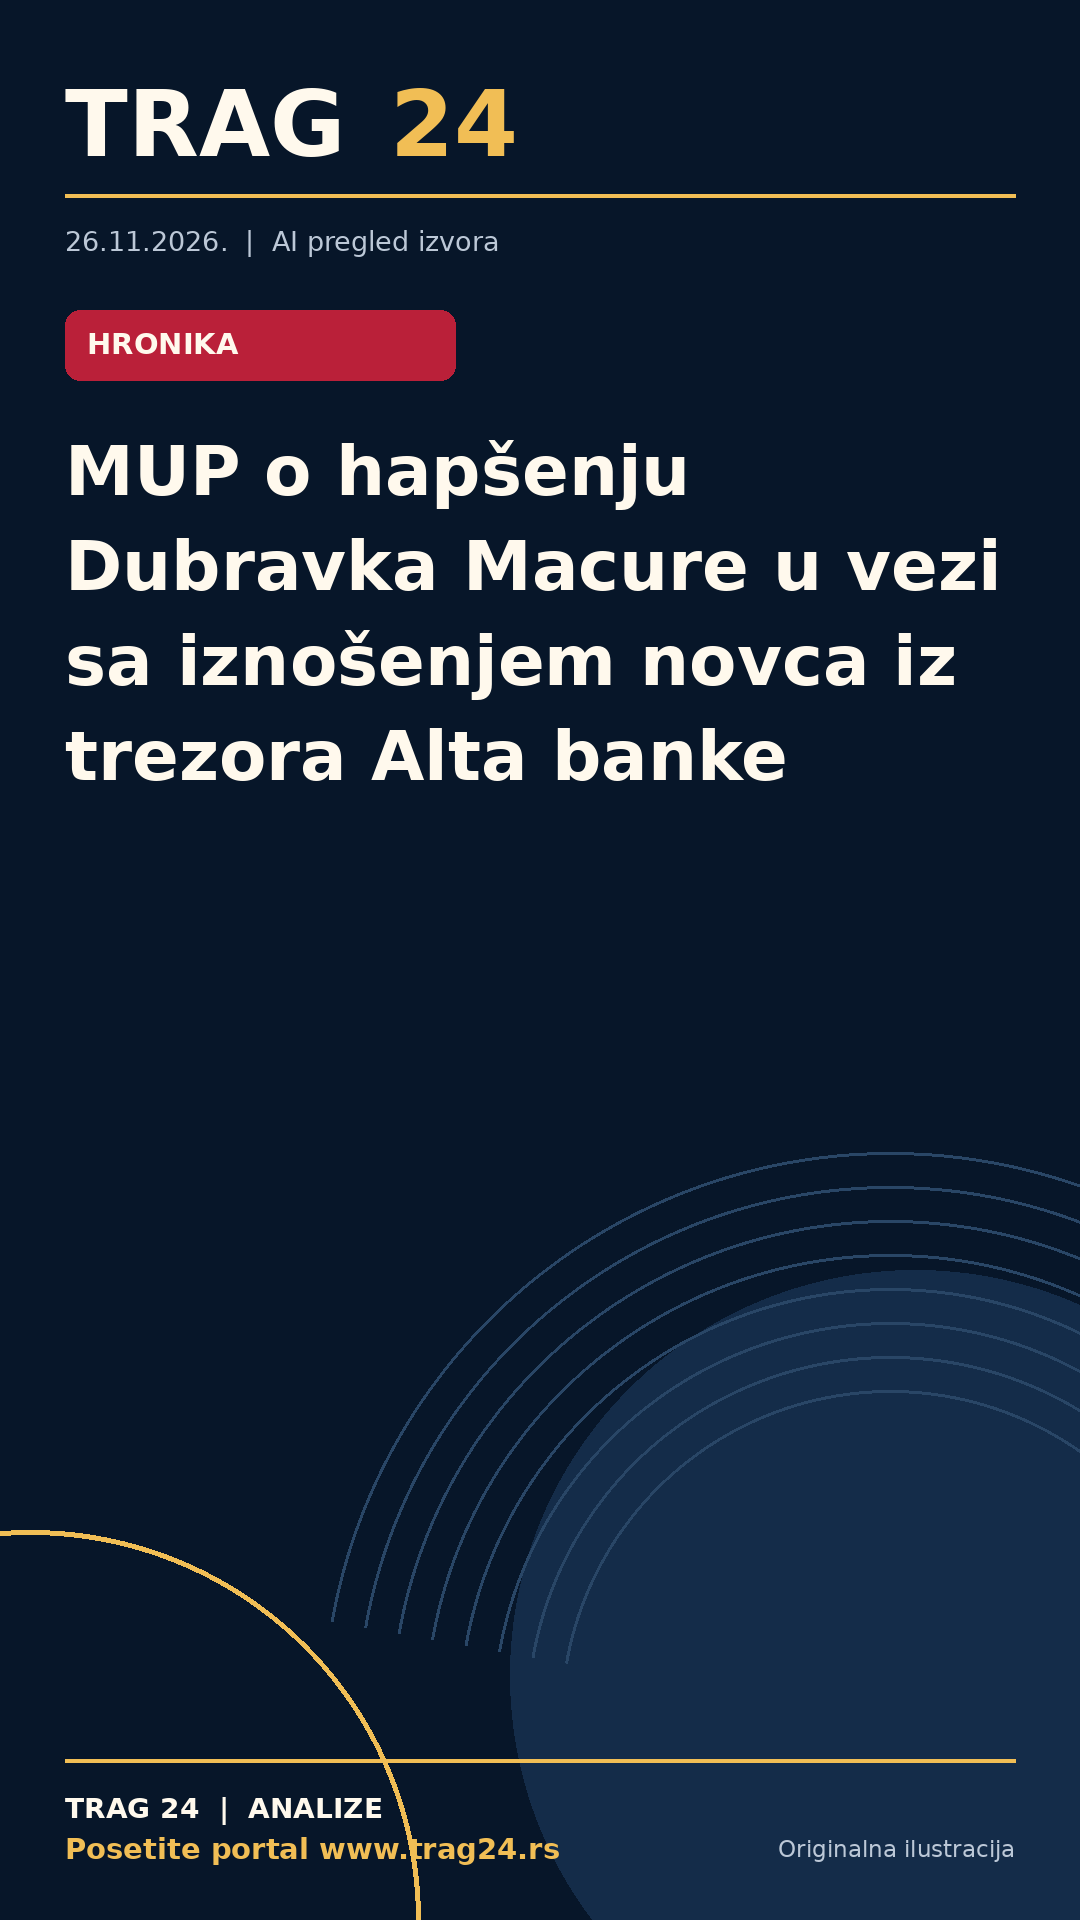 TRAG 24
26.11.2026. | AI pregled izvora
HRONIKA
MUP o hapšenju
Dubravka Macure u vezi
sa iznošenjem novca iz
trezora Alta banke
TRAG 24 | ANALIZE
Posetite portal www.trag24.rs
Originalna ilustracija